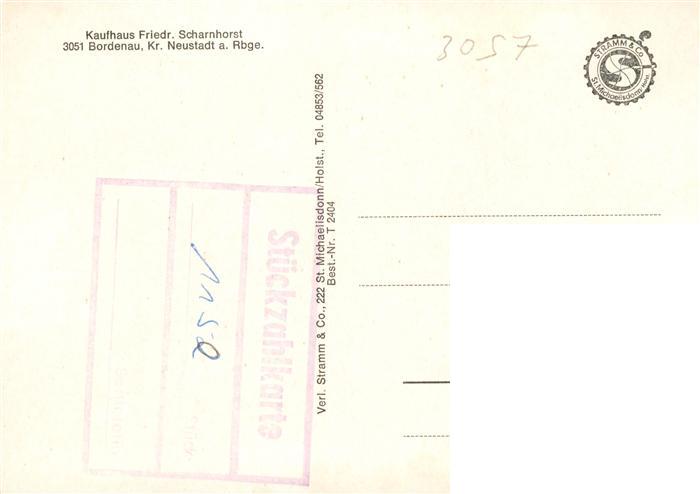 Kaufhaus Friedr. Scharnhorst
3051 Bordenau, Kr. Neustadt a. Rbge.
3057
STRAMM & Co.
St. Michaelisdonn-Holst
Verl. Stramm & Co., 222 St. Michaelisdonn/Holst., Tel. 04853/562
Best.-Nr. T 2404
Stückzahlkarte